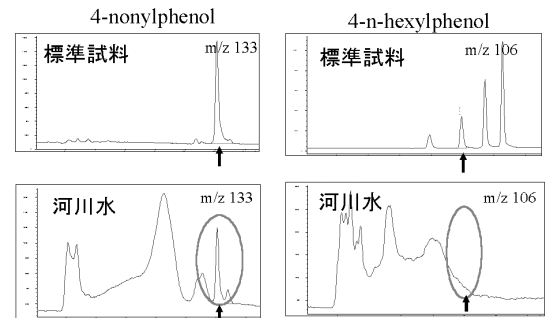 4-nonylphenol
標準試料
m/z 133
河川水
m/z 133
4-n-hexylphenol
標準試料
m/z 106
河川水
m/z 106